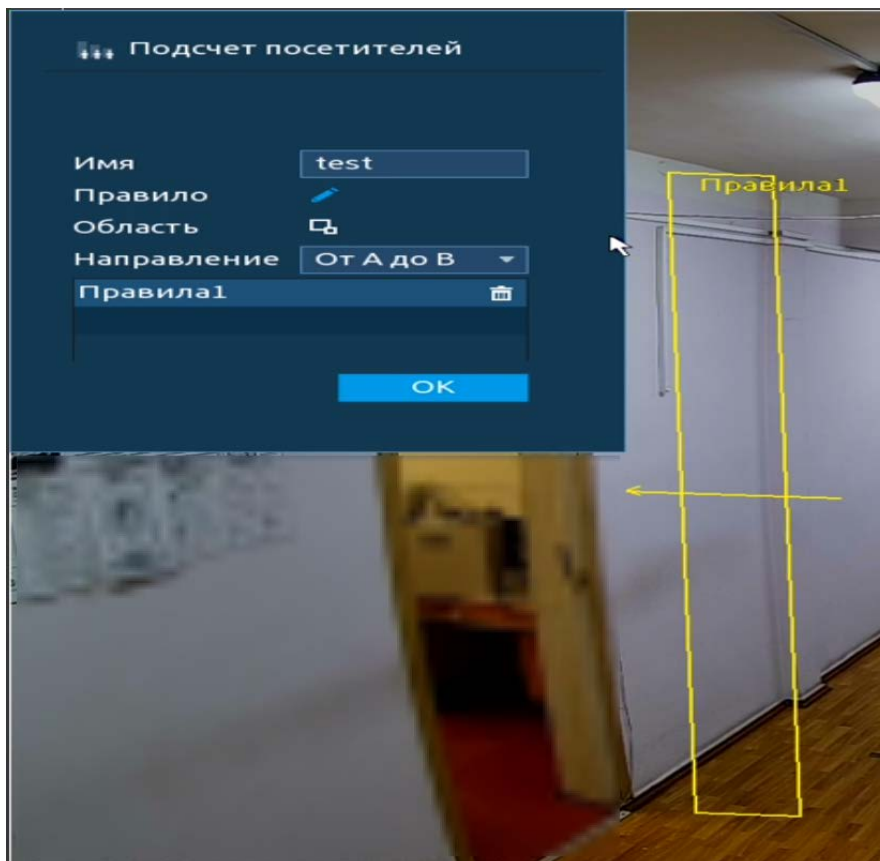 Подсчет посетителей
Имя
test
Правило
Область
Направление
От А до В
Правила1
OK
Правила1